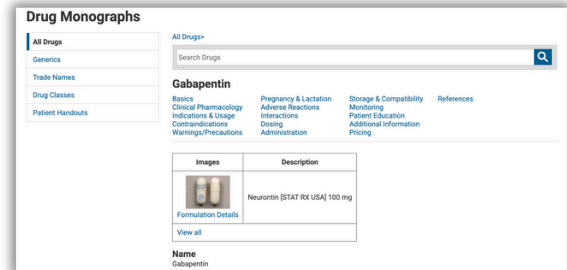 Drug Monographs
All Drugs
Generics
Trade Names
Drug Classes
Patient Handouts
All Drugs>
Search Drugs
Gabapentin
Basics
Clinical Pharmacology
Indications & Usage
Contraindications
Warnings/Precautions
Pregnancy & Lactation
Adverse Reactions
Interactions
Dosing
Administration
Storage & Compatibility
Monitoring
Patient Education
Additional Information
Pricing
References
Images Description
Neurontin [STAT RX USA] 100 mg
Formulation Details
View all
Name
Gabapentin